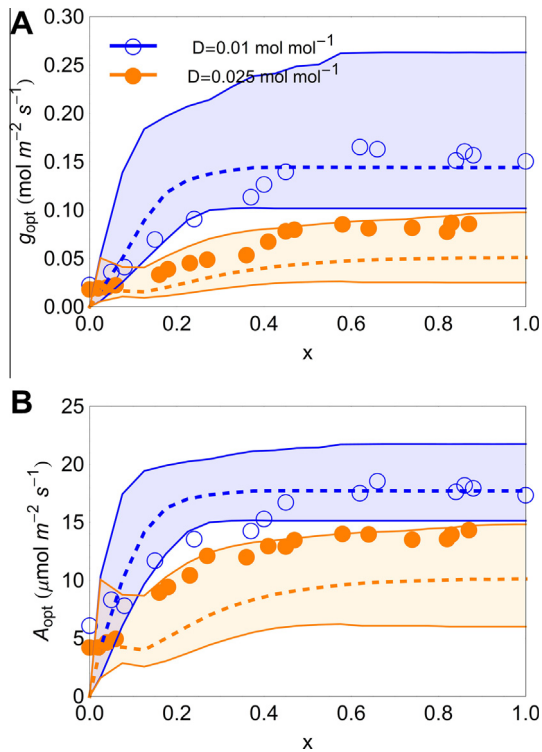 A
0.30
0.25
0.20
0.15
0.10
0.05
0.00
g_opt (mol m⁻² s⁻¹)
D=0.01 mol mol⁻¹
D=0.025 mol mol⁻¹
0.0 0.2 0.4 0.6 0.8 1.0
x
B
25
20
15
10
5
0
A_opt (μmol m⁻² s⁻¹)
0.0 0.2 0.4 0.6 0.8 1.0
x